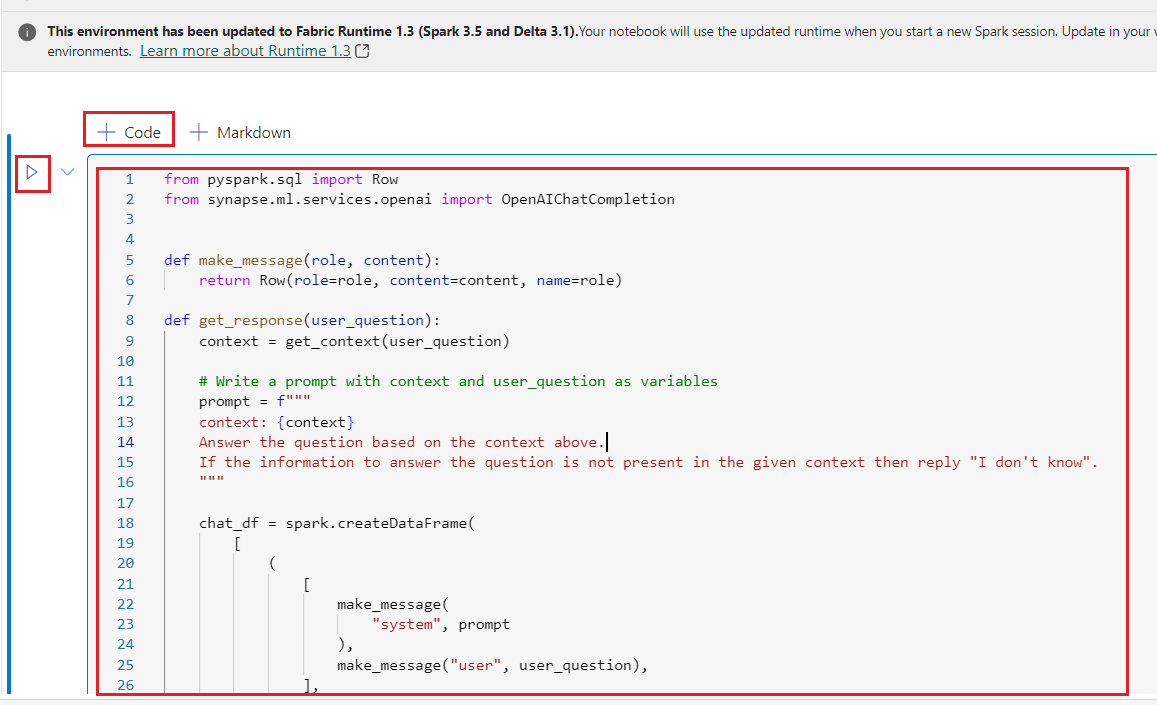 This environment has been updated to Fabric Runtime 1.3 (Spark 3.5 and Delta 3.1).Your notebook will use the updated runtime when you start a new Spark session. Update in your
environments. Learn more about Runtime 1.3
Code Markdown
1 from pyspark.sql import Row
2 from synapse.ml.services.openai import OpenAIChatCompletion
3
4
5 def make_message(role, content):
6     return Row(role=role, content=content, name=role)
7
8 def get_response(user_question):
9     context = get_context(user_question)
10
11     # Write a prompt with context and user_question as variables
12     prompt = f"""
13     context: {context}
14     Answer the question based on the context above.
15     If the information to answer the question is not present in the given context then reply "I don't know".
16     """
17
18     chat_df = spark.createDataFrame(
19         [
20             (
21                 [
22                     make_message(
23                         "system", prompt
24                     ),
25                     make_message("user", user_question),
26                 ],